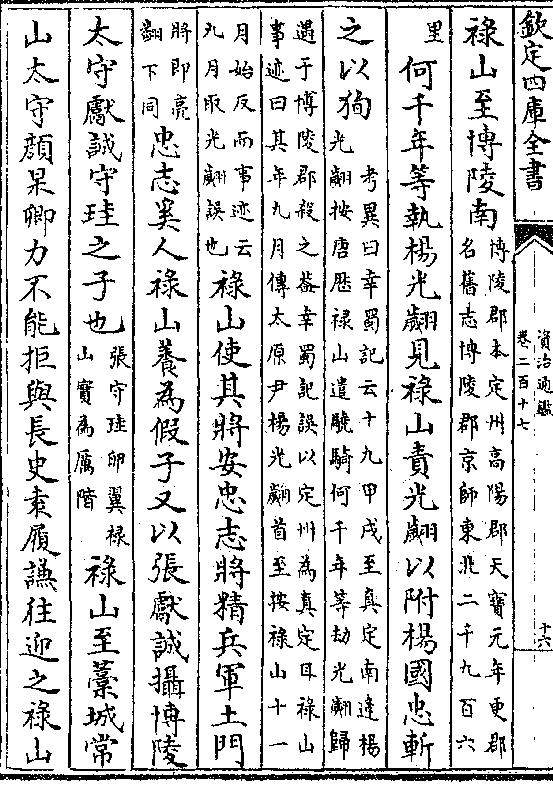 欽定四庫全書
資治通鑑
卷二百十七
十六
祿山至博陵南博陵郡本定州高陽郡天寶元年更郡
名舊志博陵郡京師東北二千九百六
里何千年等執楊光翽見祿山責光翽以附楊國忠斬
之以狥考異曰幸蜀記云十九甲戌至真定南逢楊
光翽按唐歴祿山遣驍騎何千年等劫光翽歸
遇于博陵郡殺之葢幸蜀記誤以定州為真定耳祿山
事迹曰其年九月傳太原尹楊光翽首至按祿山十一
月始反而事迹云
九月取光翽誤也祿山使其將安忠志將精兵軍土門
將即亮
翽下同忠志奚人祿山養為假子又以張獻誠攝博陵
太守獻誠守珪之子也張守珪卵翼祿
山寶為厲階祿山至藁城常
山太守顔杲卿力不能拒與長史袁履謙往迎之祿山